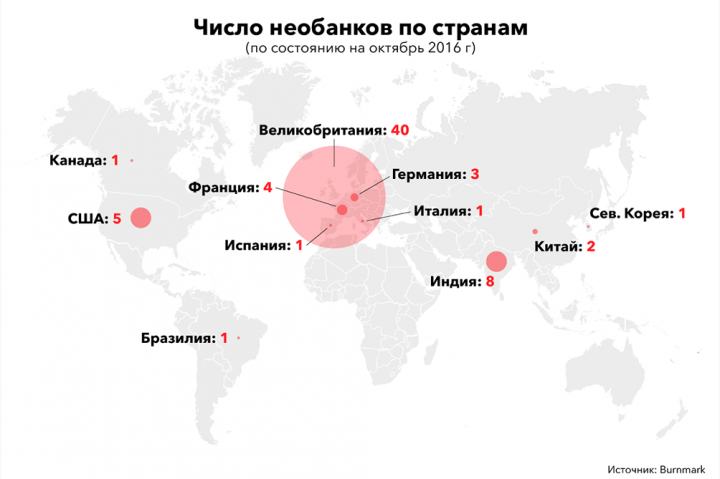 Число необанков по странам
(по состоянию на октябрь 2016 г)
Великобритания: 40
Канада: 1
Германия: 3
Франция: 4
США: 5
Италия: 1
Сев. Корея: 1
Испания: 1
Китай: 2
Индия: 8
Бразилия: 1
Источник: Burnmark